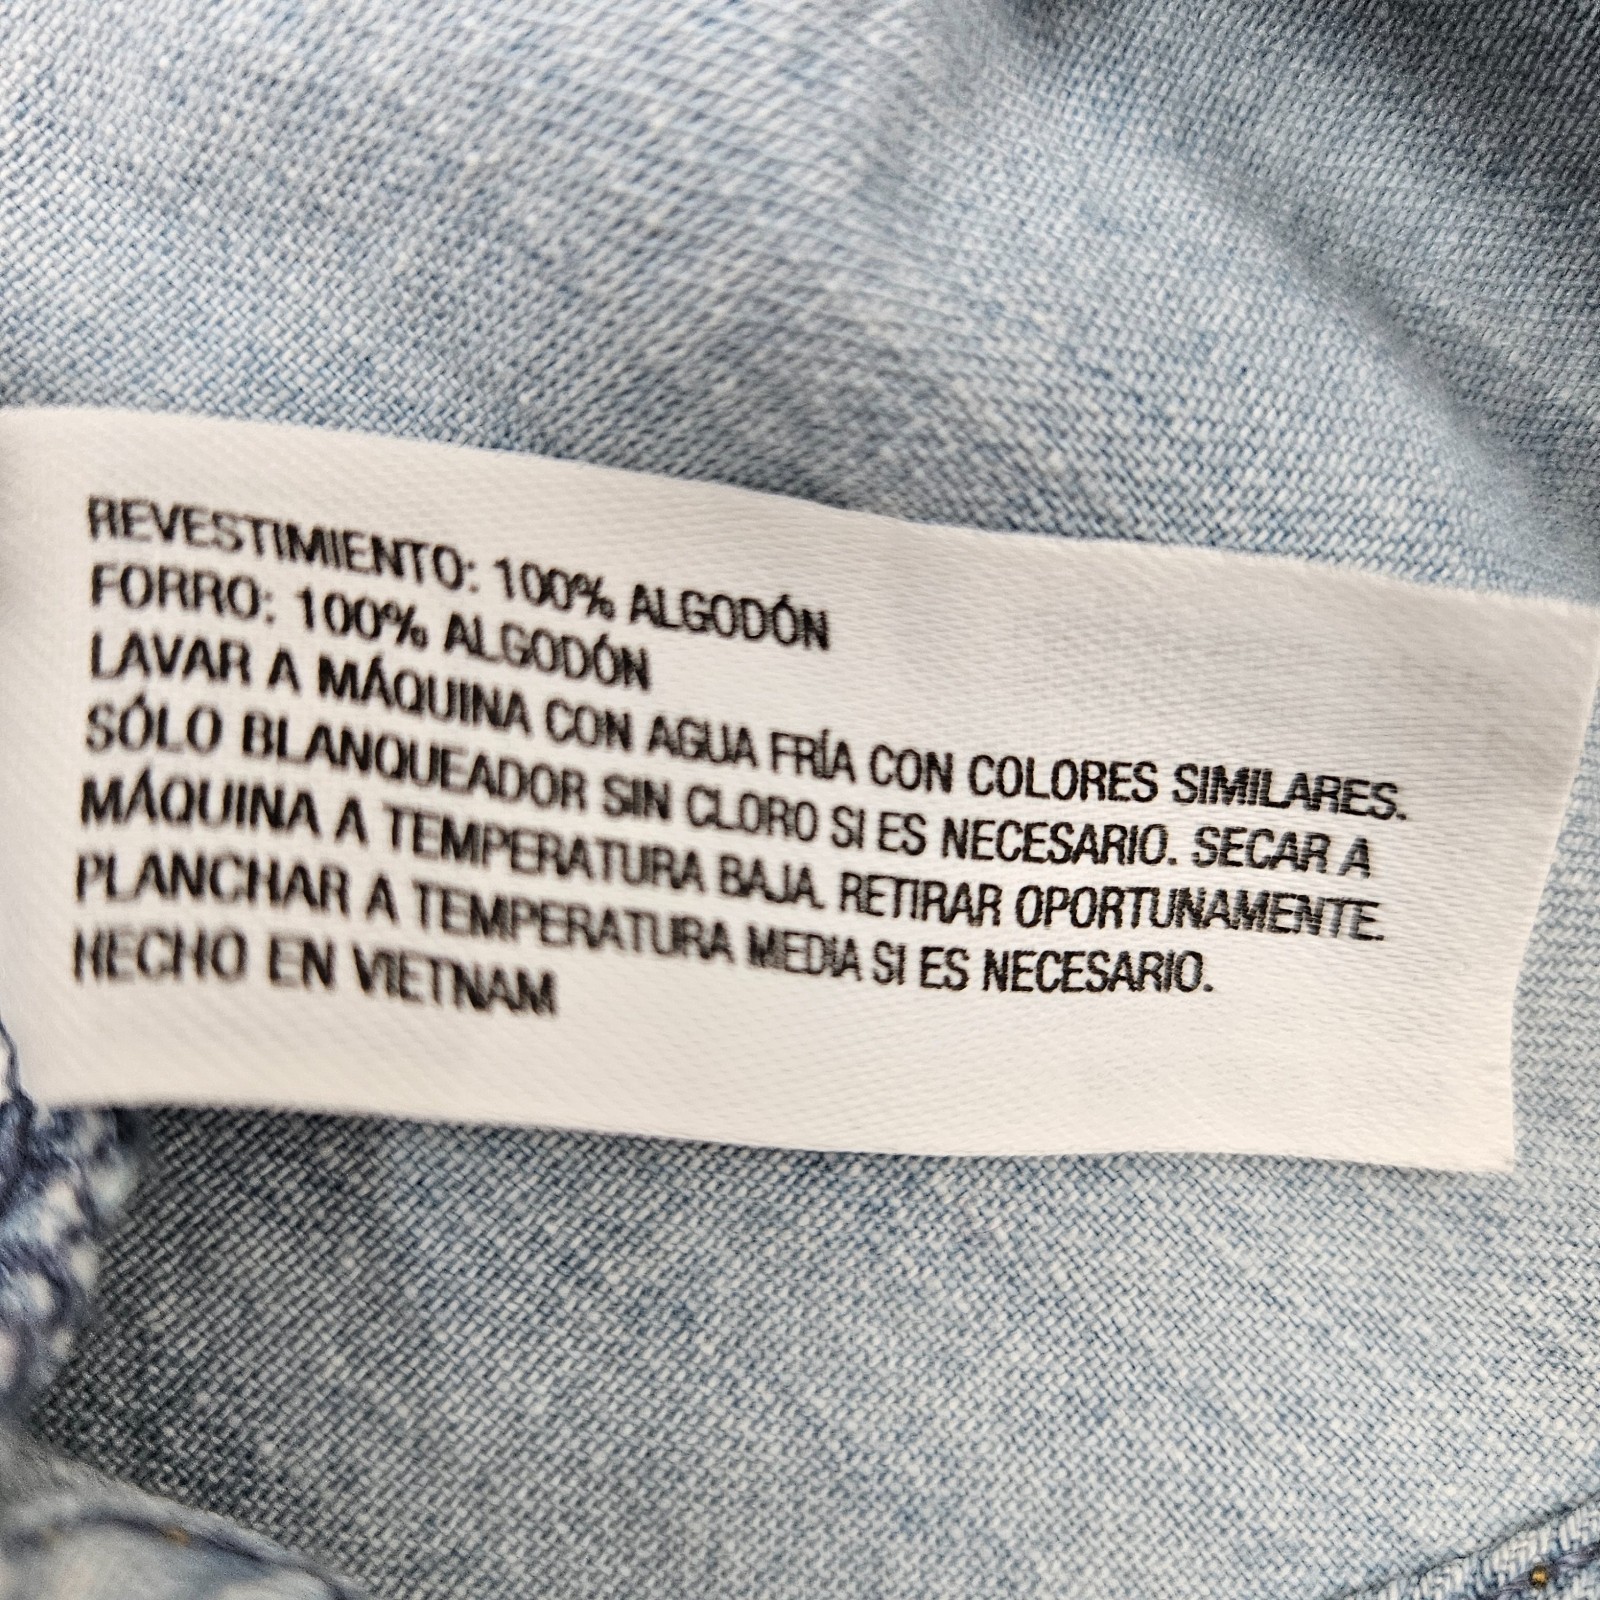 REVESTIMIENTO: 100% ALGODÓN
FORRO: 100% ALGODÓN
LAVAR A MÁQUINA CON AGUA FRÍA CON COLORES SIMILARES.
SÓLO BLANQUEADOR SIN CLORO SI ES NECESARIO. SECAR A
MÁQUINA A TEMPERATURA BAJA. RETIRAR OPORTUNAMENTE.
PLANCHAR A TEMPERATURA MEDIA SI ES NECESARIO.
HECHO EN VIETNAM